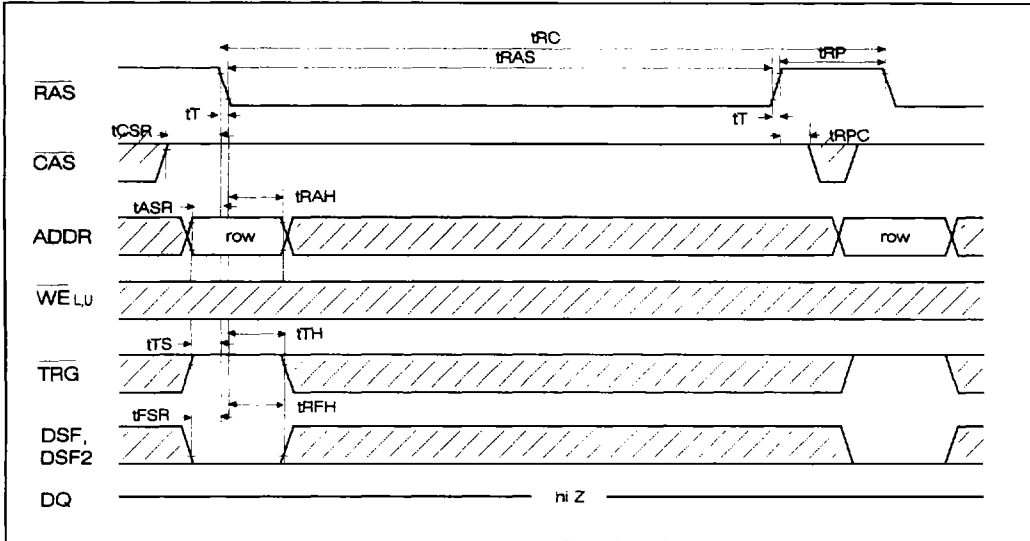 tRC
tRAS
tRP
RAS
tT
tT
tCSR
tRPC
CAS
tRAH
tASR
ADDR
row
row
WE L,U
tTH
tTS
TRG
tRFH
tFSR
DSF,
DSF2
DQ
hi Z